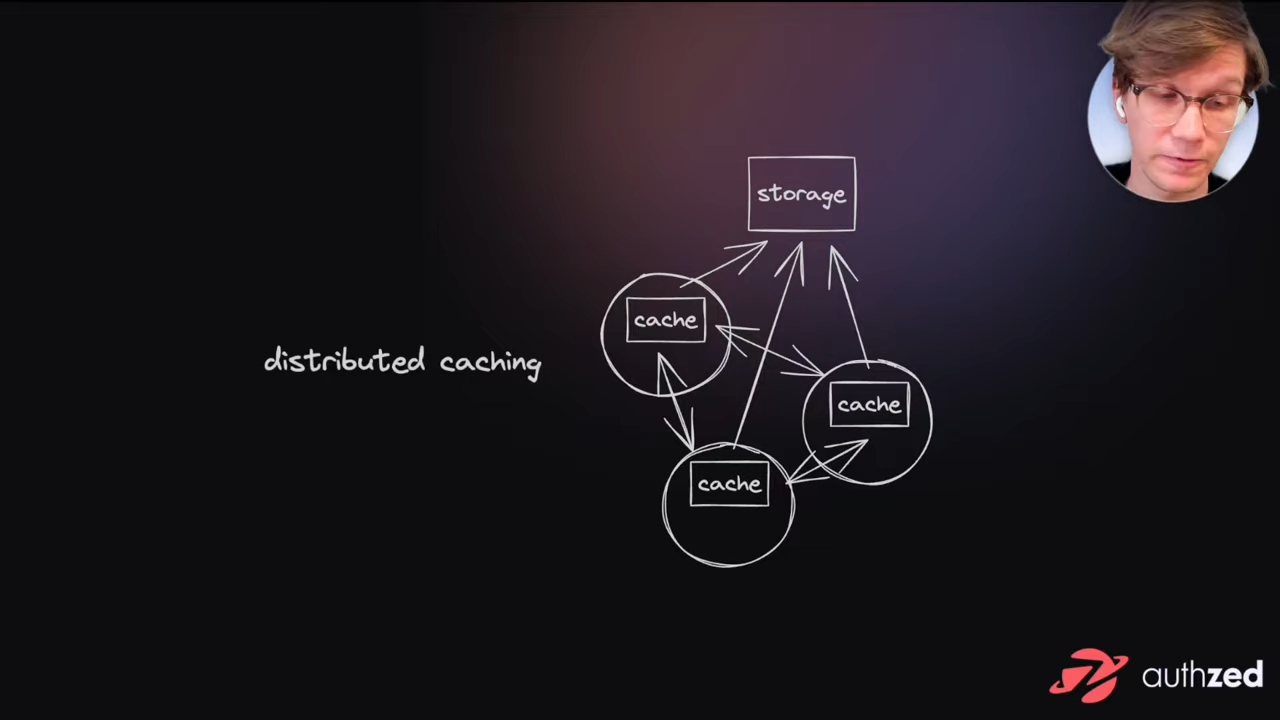 storage
cache
distributed caching
cache
cache
authzed